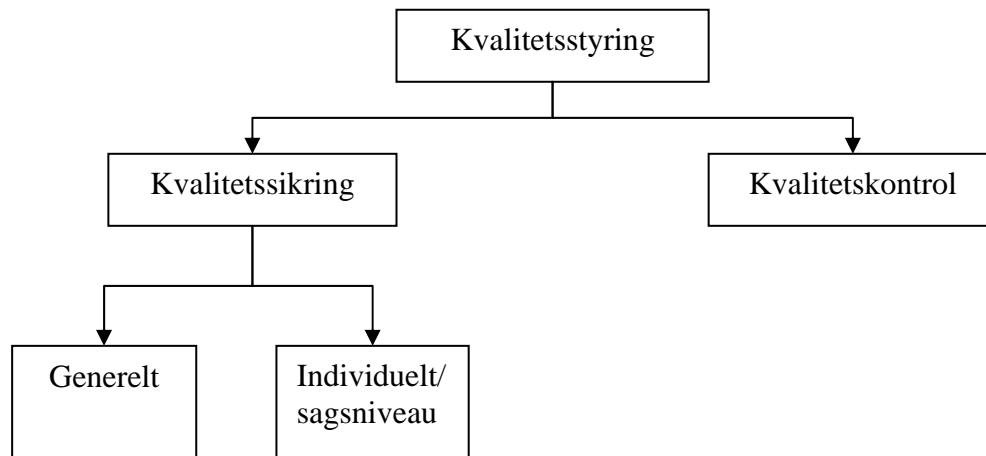 Kvalitetsstyring
Kvalitetssikring
Kvalitetskontrol
Generelt
Individuelt/
sagsniveau